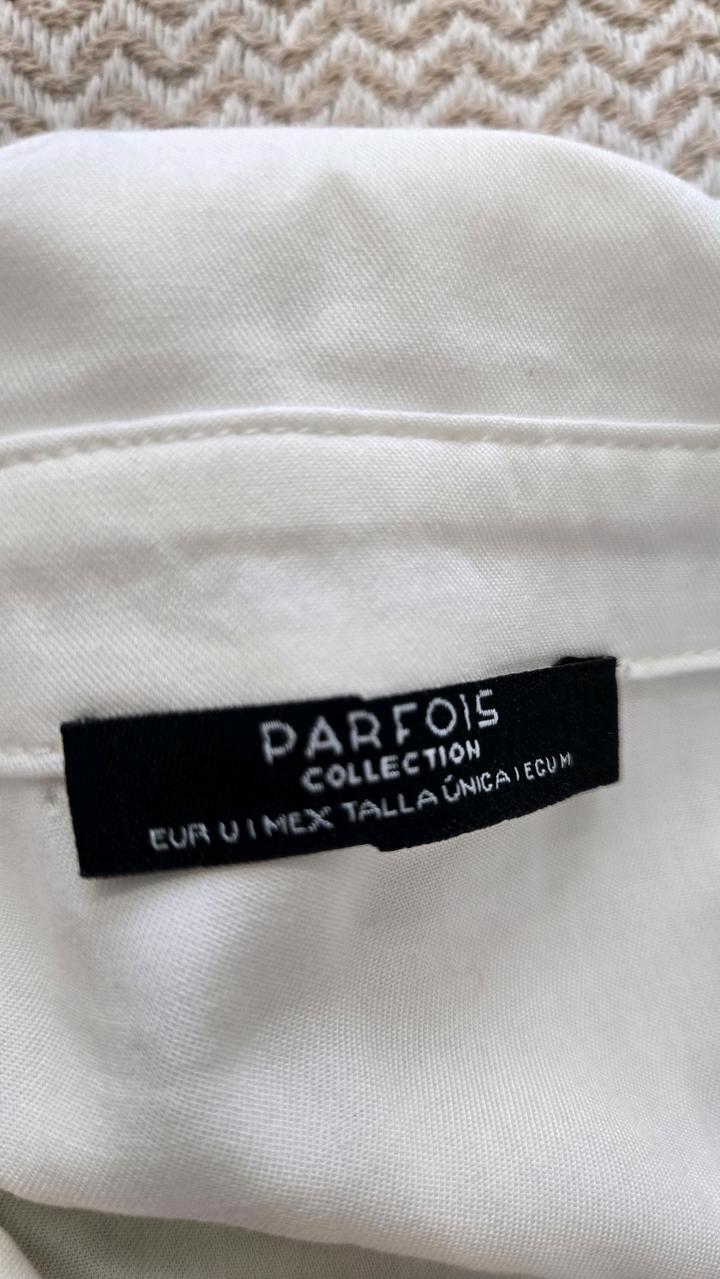 PARFOIS
COLLECTION
EUR U | MEX TALLA ÚNICA | ECU M